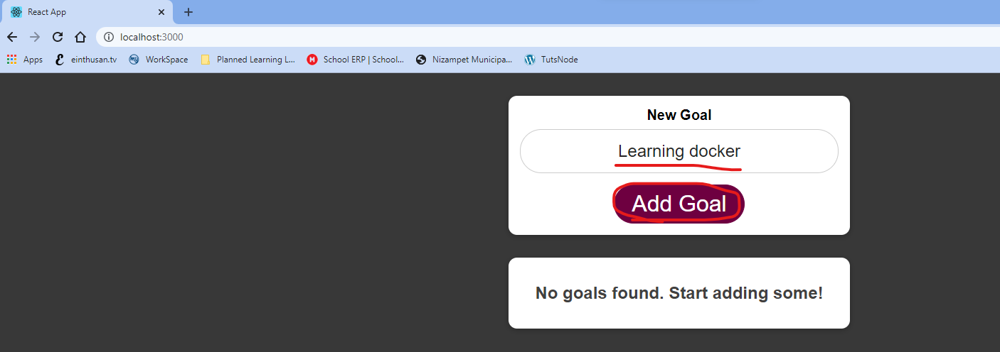 React App
localhost:3000
Apps einthusan.tv WorkSpace Planned Learning L... School ERP | School... Nizampet Municipa... TutsNode
New Goal
Learning docker
Add Goal
No goals found. Start adding some!